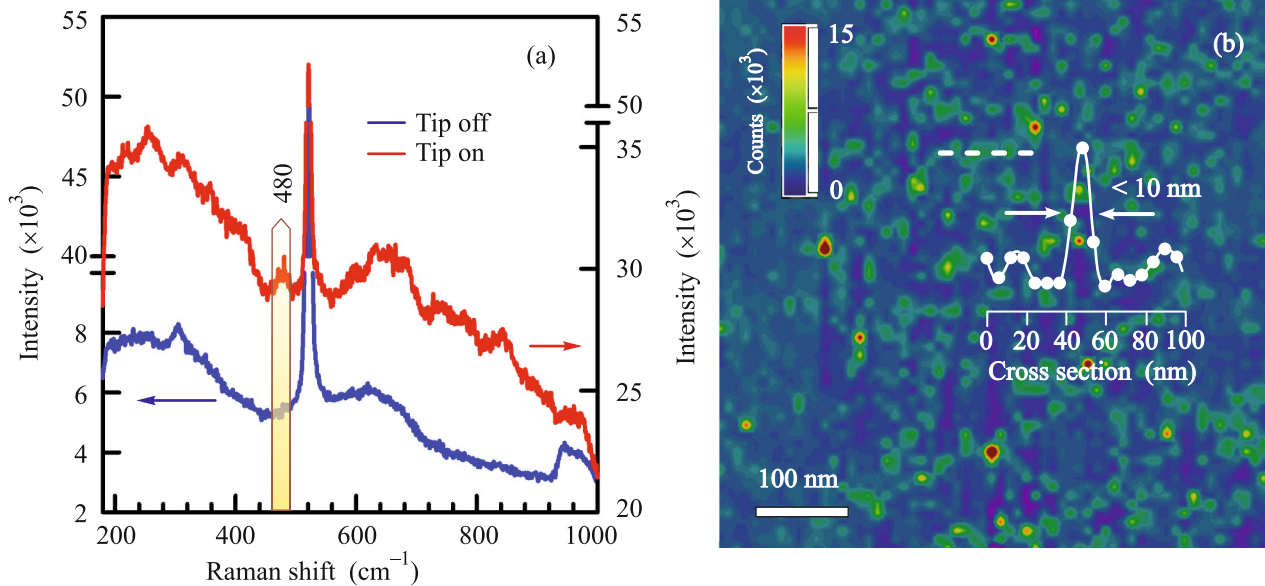 (a)
55
50
45
40
8
6
4
2
Intensity (×10³)
55
50
35
30
25
20
Intensity (×10³)
Tip off
Tip on
480
200 400 600 800 1000
Raman shift (cm⁻¹)
(b)
15
0
Counts (×10³)
< 10 nm
0 20 40 60 80 100
Cross section (nm)
100 nm